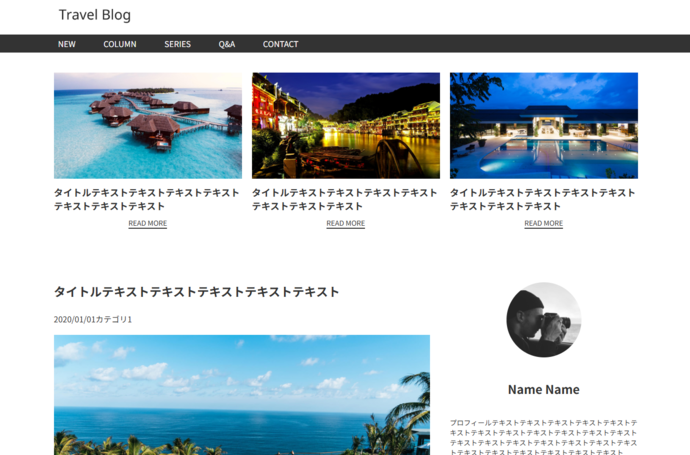 Travel Blog
NEW COLUMN SERIES Q&A CONTACT
タイトルテキストテキストテキストテキスト
テキストテキストテキスト
READ MORE
タイトルテキストテキストテキストテキスト
テキストテキストテキスト
READ MORE
タイトルテキストテキストテキストテキスト
テキストテキストテキスト
READ MORE
タイトルテキストテキストテキストテキストテキスト
2020/01/01カテゴリ1
Name Name
プロフィールテキストテキストテキストテキストテキストテ
キストテキストテキストテキストテキストテキストテキスト
テキストテキストテキストテキストテキストテキストテキス
トテキストテキストテキストテキストテキストテキスト